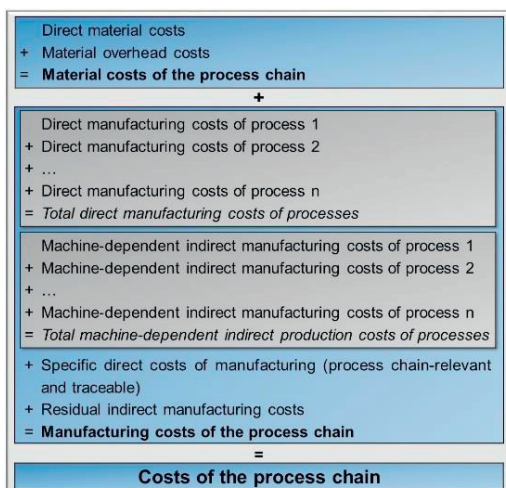 Direct material costs
+ Material overhead costs
= Material costs of the process chain
+
Direct manufacturing costs of process 1
+ Direct manufacturing costs of process 2
+ ...
+ Direct manufacturing costs of process n
= Total direct manufacturing costs of processes
Machine-dependent indirect manufacturing costs of process 1
+ Machine-dependent indirect manufacturing costs of process 2
+ ...
+ Machine-dependent indirect manufacturing costs of process n
= Total machine-dependent indirect production costs of processes
+ Specific direct costs of manufacturing (process chain-relevant
and traceable)
+ Residual indirect manufacturing costs
= Manufacturing costs of the process chain
=
Costs of the process chain